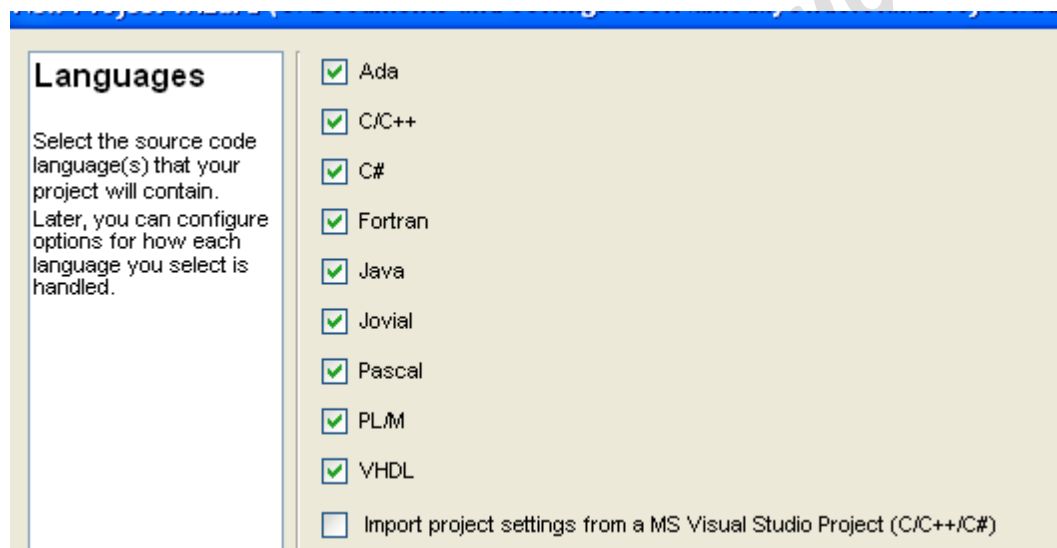 Languages
Select the source code
language(s) that your
project will contain.
Later, you can configure
options for how each
language you select is
handled.
Ada
C/C++
C#
Fortran
Java
Jovial
Pascal
PL/M
VHDL
Import project settings from a MS Visual Studio Project (C/C++/C#)